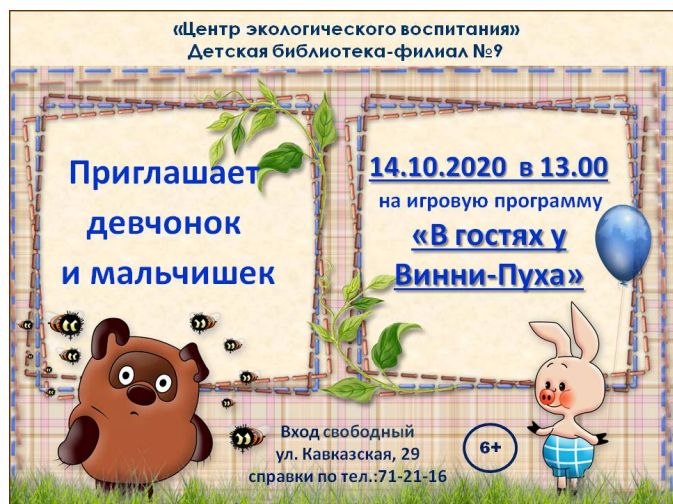 «Центр экологического воспитания»
Детская библиотека-филиал №9
Приглашает
девчонок
и мальчишек
14.10.2020 в 13.00
на игровую программу
«В гостях у
Винни-Пуха»
Вход свободный
ул. Кавказская, 29
справки по тел.:71-21-16
6+